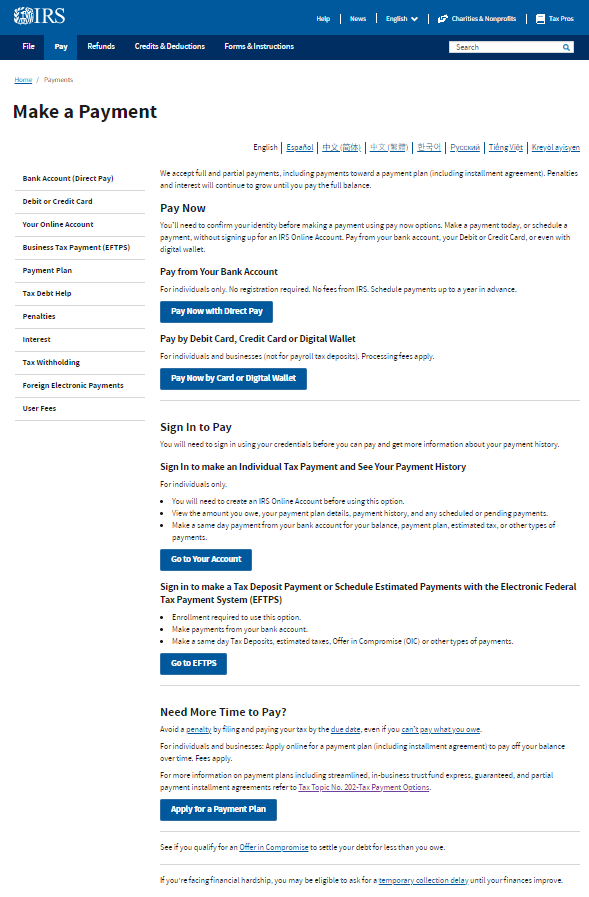 IRS
Help
News
English
Charities & Nonprofits
Tax Pros
File
Pay
Refunds
Credits & Deductions
Forms & Instructions
Search
Home / Payments
Make a Payment
English
Español
中文 (简体)
中文 (繁體)
한국어
Русский
Tiếng Việt
Kreyòl ayisyen
Bank Account (Direct Pay)
Debit or Credit Card
Your Online Account
Business Tax Payment (EFTPS)
Payment Plan
Tax Debt Help
Penalties
Interest
Tax Withholding
Foreign Electronic Payments
User Fees
We accept full and partial payments, including payments toward a payment plan (including installment agreement). Penalties
and interest will continue to grow until you pay the full balance.
Pay Now
You'll need to confirm your identity before making a payment using pay now options. Make a payment today, or schedule a
payment, without signing up for an IRS Online Account. Pay from your bank account, your Debit or Credit Card, or even with
digital wallet.
Pay from Your Bank Account
For individuals only. No registration required. No fees from IRS. Schedule payments up to a year in advance.
Pay Now with Direct Pay
Pay by Debit Card, Credit Card or Digital Wallet
For individuals and businesses (not for payroll tax deposits). Processing fees apply.
Pay Now by Card or Digital Wallet
Sign In to Pay
You will need to sign in using your credentials before you can pay and get more information about your payment history.
Sign In to make an Individual Tax Payment and See Your Payment History
For individuals only.
• You will need to create an IRS Online Account before using this option.
• View the amount you owe, your payment plan details, payment history, and any scheduled or pending payments.
• Make a same day payment from your bank account for your balance, payment plan, estimated tax, or other types of
payments.
Go to Your Account
Sign in to make a Tax Deposit Payment or Schedule Estimated Payments with the Electronic Federal
Tax Payment System (EFTPS)
• Enrollment required to use this option.
• Make payments from your bank account.
• Make a same day Tax Deposits, estimated taxes, Offer in Compromise (OIC) or other types of payments.
Go to EFTPS
Need More Time to Pay?
Avoid a penalty by filing and paying your tax by the due date, even if you can't pay what you owe.
For individuals and businesses: Apply online for a payment plan (including installment agreement) to pay off your balance
over time. Fees apply.
For more information on payment plans including streamlined, in-business trust fund express, guaranteed, and partial
payment installment agreements refer to Tax Topic No. 202-Tax Payment Options.
Apply for a Payment Plan
See if you qualify for an Offer in Compromise to settle your debt for less than you owe.
If you're facing financial hardship, you may be eligible to ask for a temporary collection delay until your finances improve.